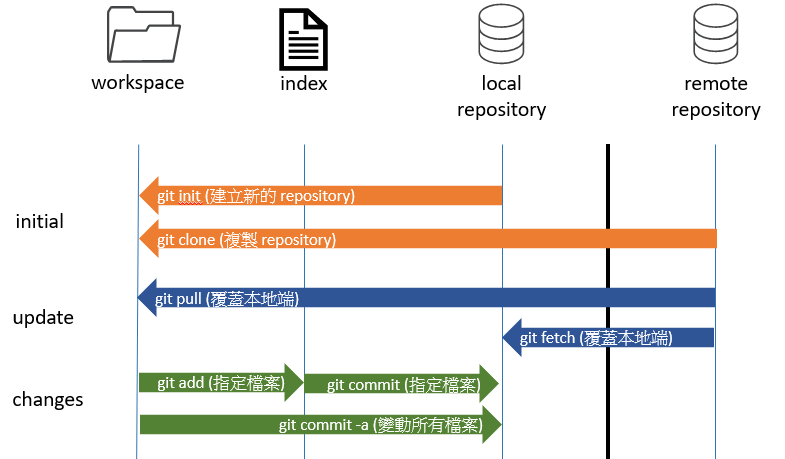 workspace
index
local
repository
remote
repository
initial
git init (建立新的 repository)
git clone (複製 repository)
update
git pull (覆蓋本地端)
git fetch (覆蓋本地端)
changes
git add (指定檔案)
git commit (指定檔案)
git commit -a (變動所有檔案)